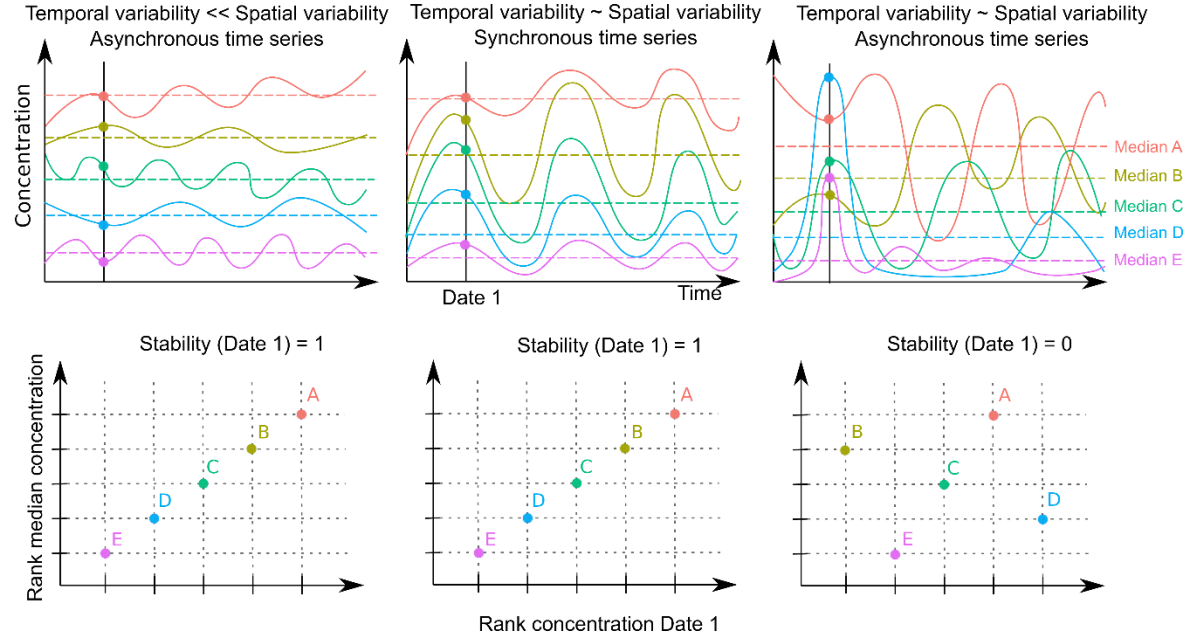 Temporal variability << Spatial variability
Asynchronous time series
Temporal variability ~ Spatial variability
Synchronous time series
Temporal variability ~ Spatial variability
Asynchronous time series
Concentration
Median A
Median B
Median C
Median D
Median E
Date 1
Time
Stability (Date 1) = 1
Stability (Date 1) = 1
Stability (Date 1) = 0
Rank median concentration
A
B
C
D
E
A
B
C
D
E
A
B
C
D
E
Rank concentration Date 1